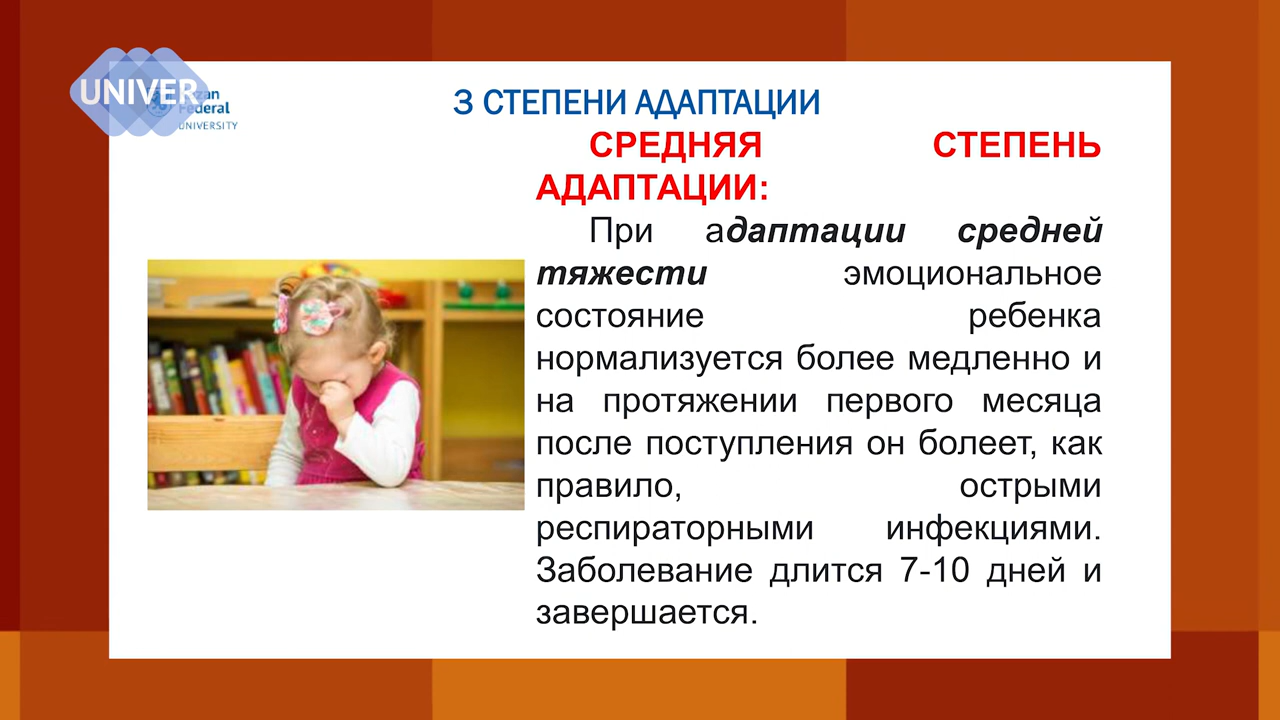 UNIVER
Federal
UNIVERSITY
3 СТЕПЕНИ АДАПТАЦИИ
СРЕДНЯЯ СТЕПЕНЬ
АДАПТАЦИИ:
При адаптации средней
тяжести эмоциональное
состояние ребенка
нормализуется более медленно и
на протяжении первого месяца
после поступления он болеет, как
правило, острыми
респираторными инфекциями.
Заболевание длится 7-10 дней и
завершается.